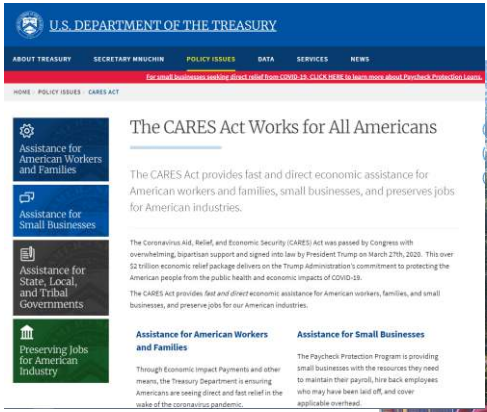 U.S. DEPARTMENT OF THE TREASURY
ABOUT TREASURY SECRETARY MNUCHIN POLICY ISSUES DATA SERVICES NEWS
For small businesses seeking direct relief from COVID-19, CLICK HERE to learn more about Paycheck Protection Loans.
HOME POLICY ISSUES CARES ACT
Assistance for
American Workers
and Families
Assistance for
Small Businesses
Assistance for
State, Local,
and Tribal
Governments
Preserving Jobs
for American
Industry
The CARES Act Works for All Americans
The CARES Act provides fast and direct economic assistance for
American workers and families, small businesses, and preserves jobs
for American industries.
The Coronavirus Aid, Relief, and Economic Security (CARES) Act was passed by Congress with
overwhelming, bipartisan support and signed into law by President Trump on March 27th, 2020. This over
$2 trillion economic relief package delivers on the Trump Administration's commitment to protecting the
American people from the public health and economic impacts of COVID-19.
The CARES Act provides fast and direct economic assistance for American workers, families, and small
businesses, and preserve jobs for our American industries.
Assistance for American Workers
and Families
Through Economic Impact Payments and other
means, the Treasury Department is ensuring
Americans are seeing direct and fast relief in the
wake of the coronavirus pandemic.
Assistance for Small Businesses
The Paycheck Protection Program is providing
small businesses with the resources they need
to maintain their payroll, hire back employees
who may have been laid off, and cover
applicable overhead.